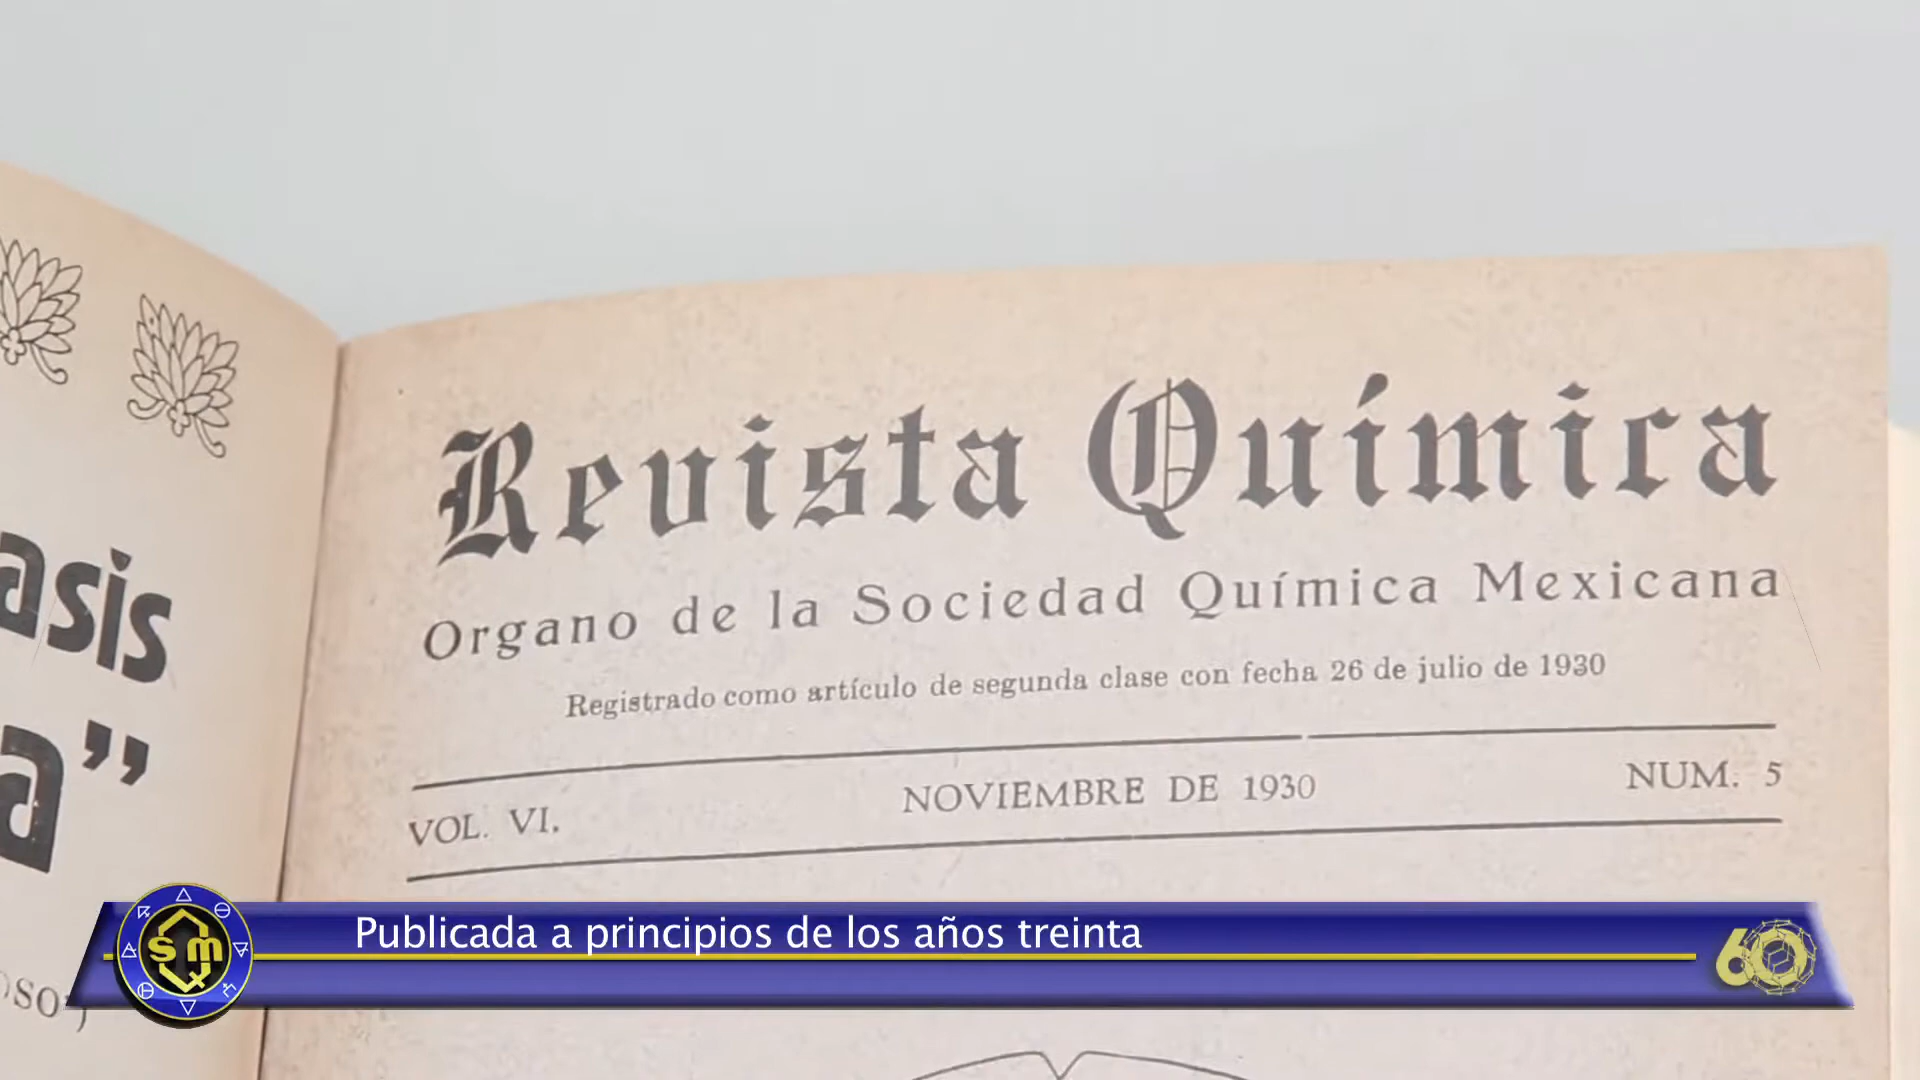 asis
a”
Revista Química
Organo de la Sociedad Química Mexicana
Registrado como artículo de segunda clase con fecha 26 de julio de 1930
VOL. VI.
NOVIEMBRE DE 1930
NUM. 5
Publicada a principios de los años treinta
SQM
60